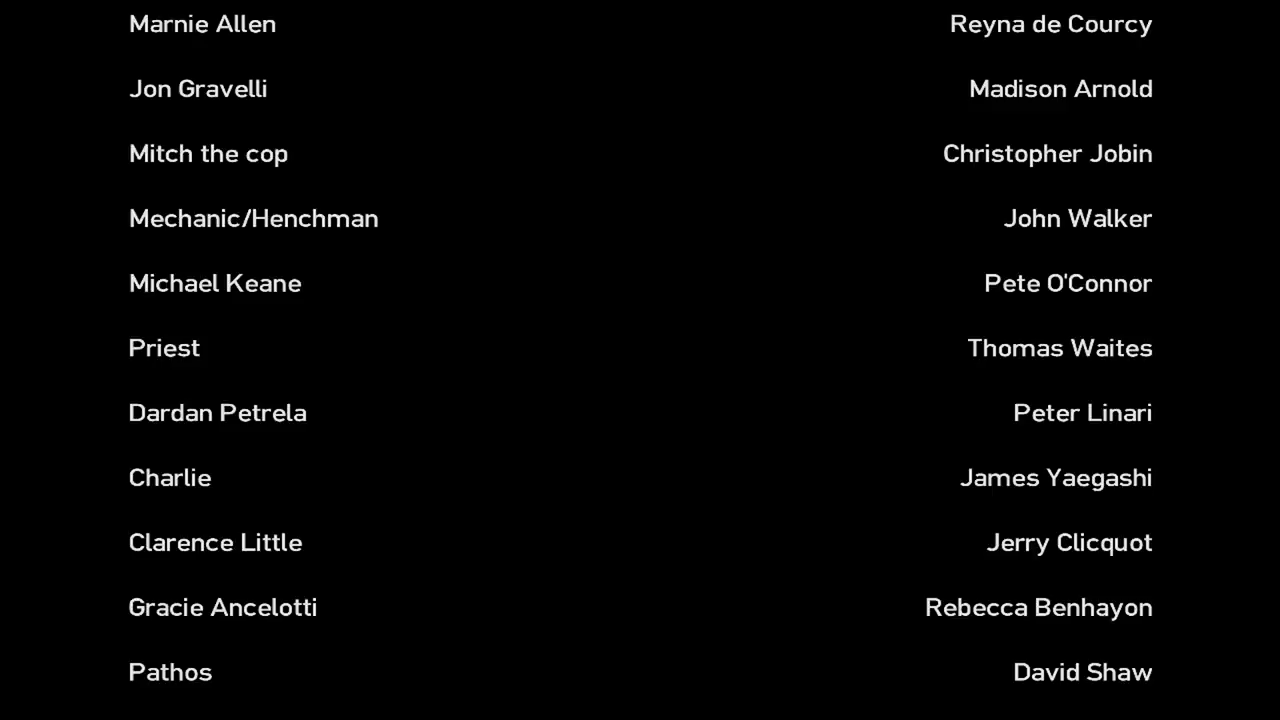 Marnie Allen Reyna de Courcy
Jon Gravelli Madison Arnold
Mitch the cop Christopher Jobin
Mechanic/Henchman John Walker
Michael Keane Pete O'Connor
Priest Thomas Waites
Dardan Petrela Peter Linari
Charlie James Yaegashi
Clarence Little Jerry Clicquot
Gracie Ancelotti Rebecca Benhayon
Pathos David Shaw